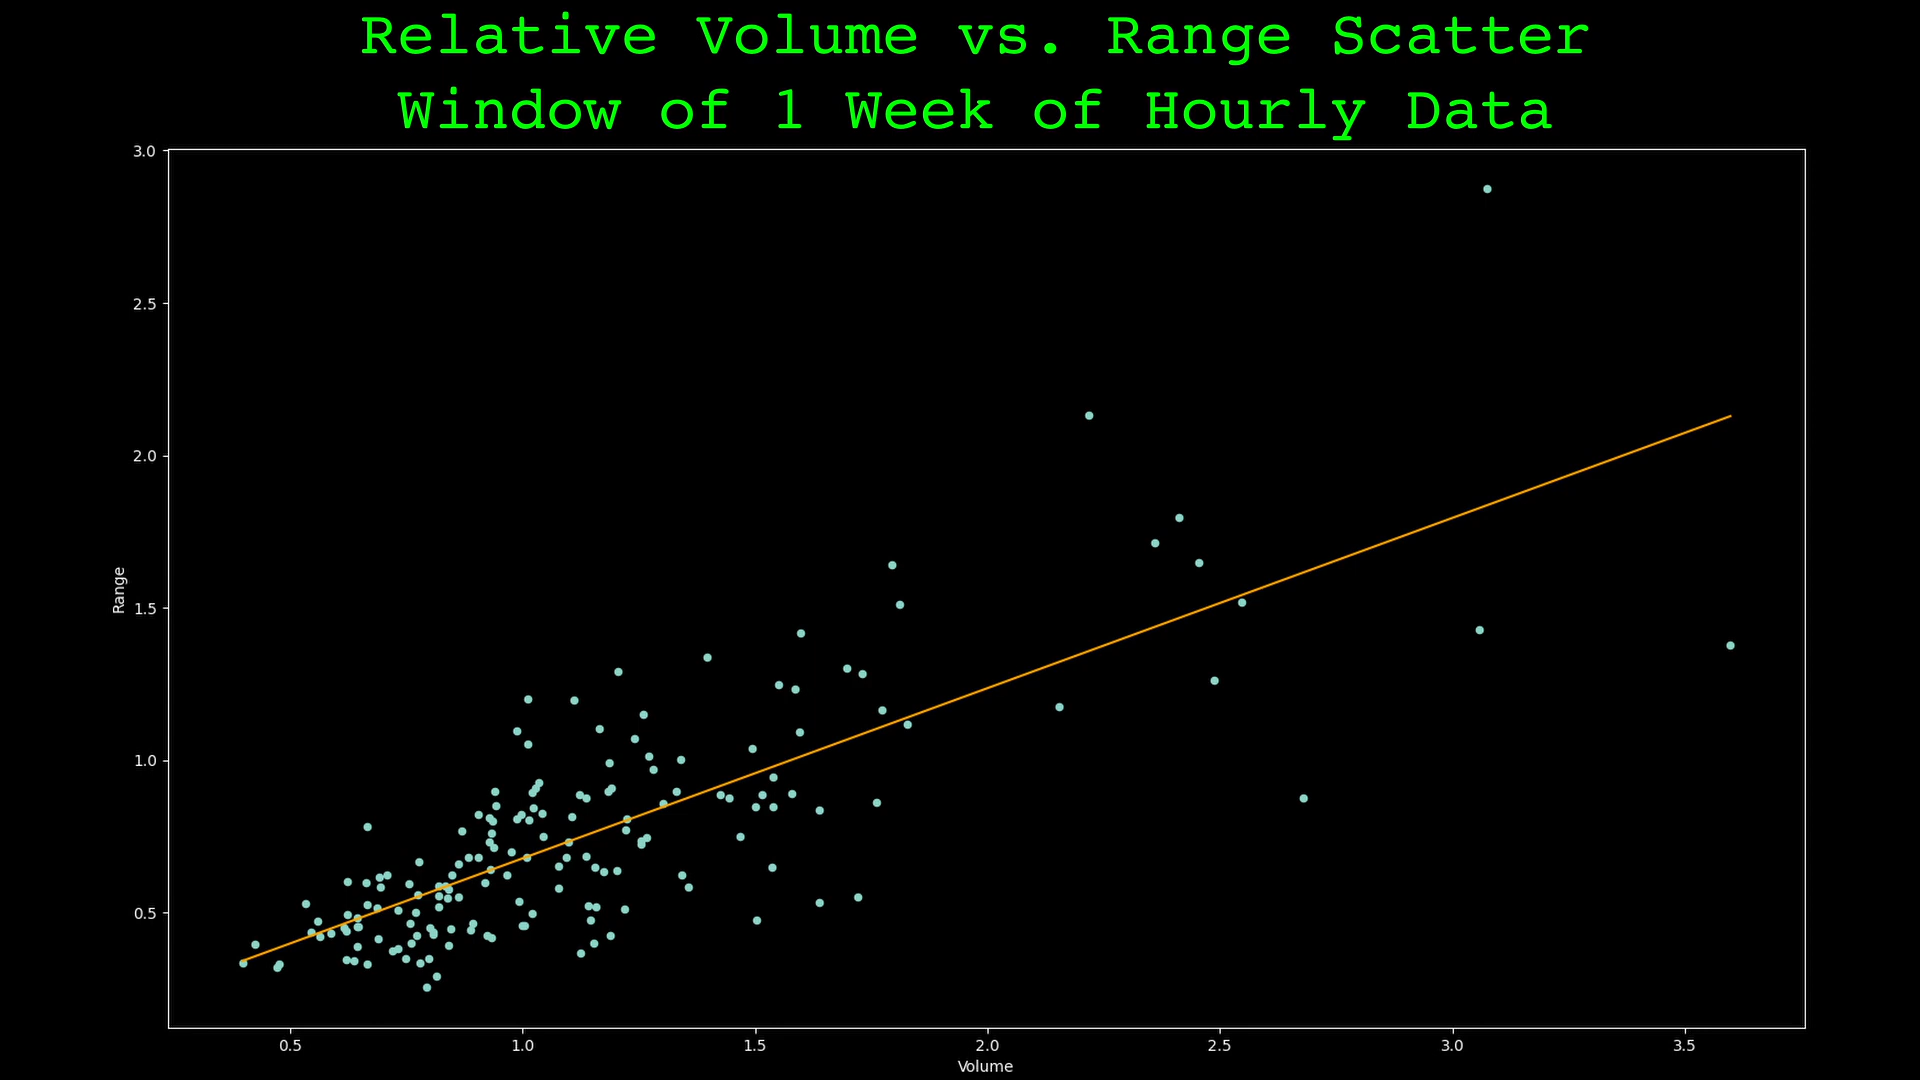 Relative Volume vs. Range Scatter
Window of 1 Week of Hourly Data
3.0
2.5
2.0
1.5
1.0
0.5
Range
0.5 1.0 1.5 2.0 2.5 3.0 3.5
Volume